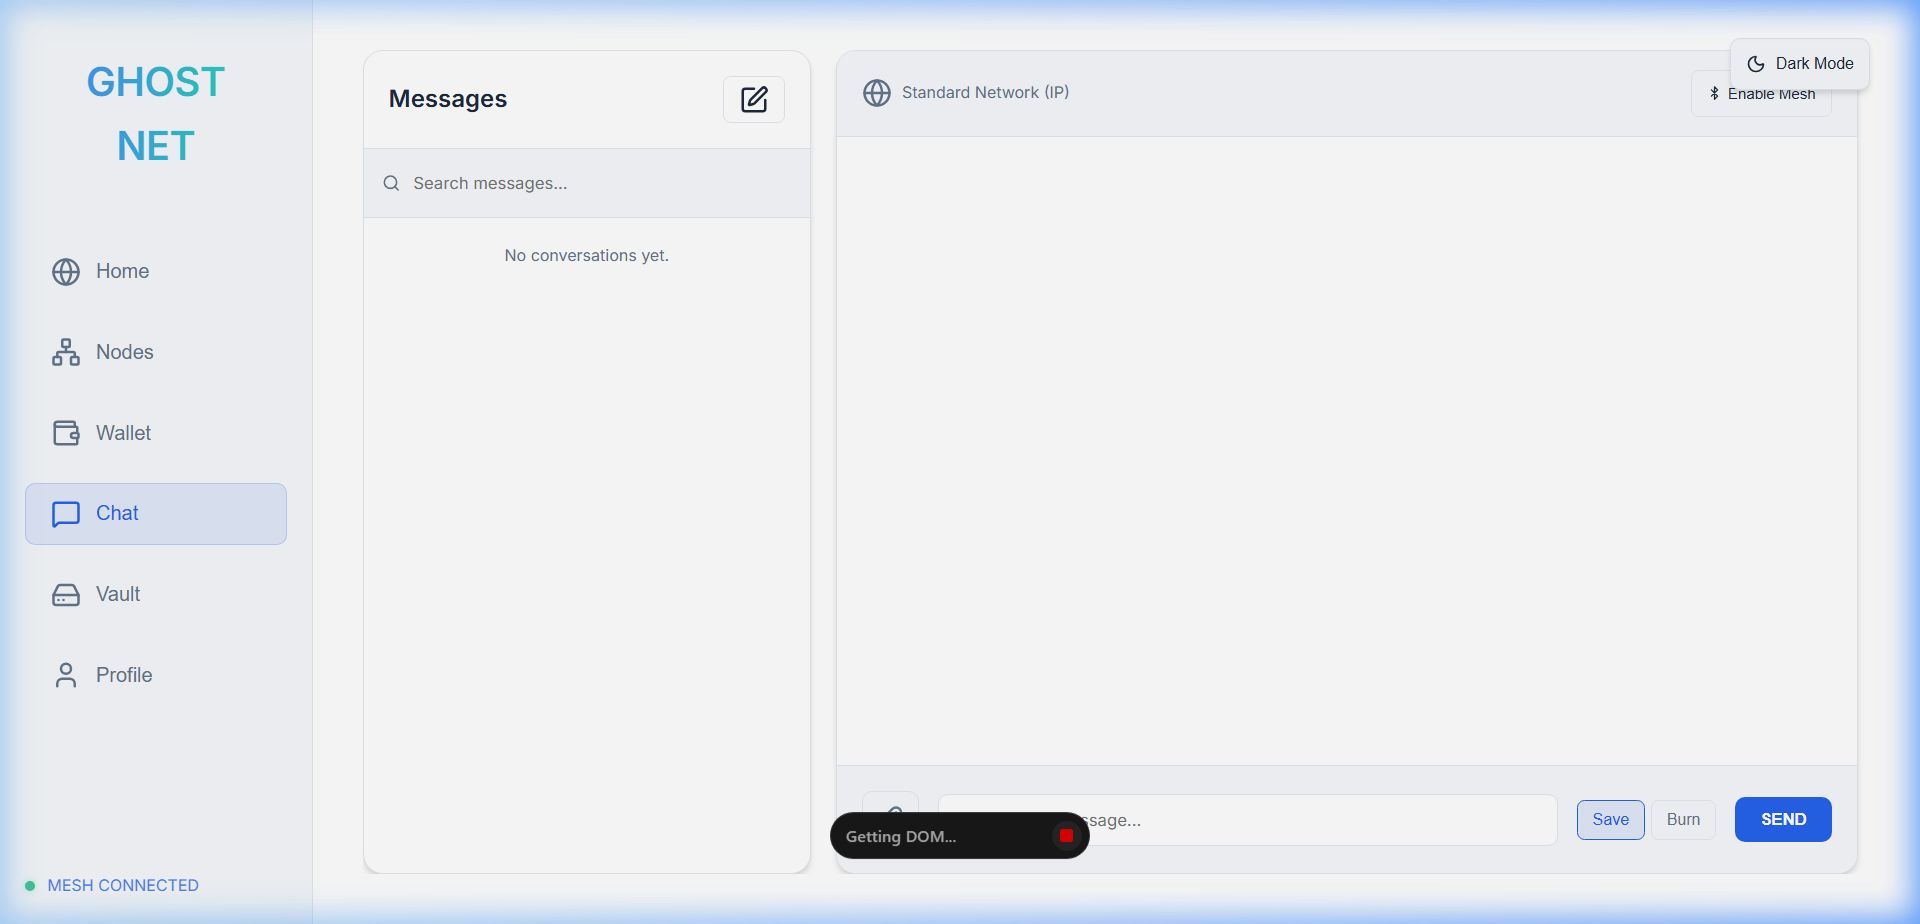 GHOST
NET
Home
Nodes
Wallet
Chat
Vault
Profile
MESH CONNECTED
Messages
Search messages...
No conversations yet.
Standard Network (IP)
Dark Mode
Enable Mesh
Getting DOM...
Save
Burn
SEND